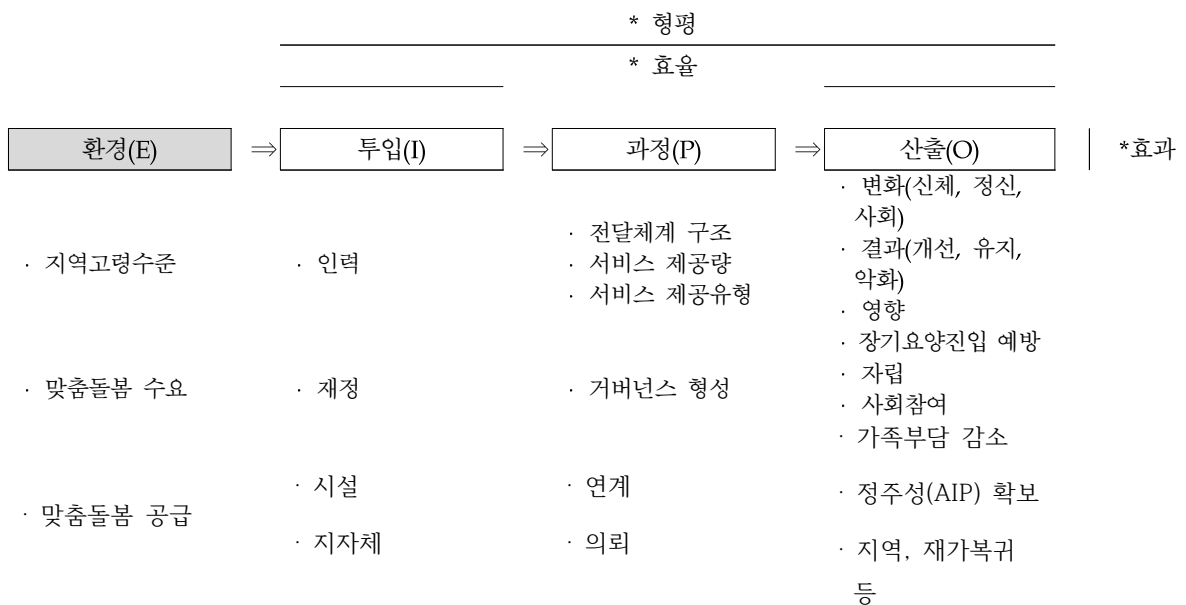 * 형평
* 효율
환경(E) ⇒ 투입(I) ⇒ 과정(P) ⇒ 산출(O) *효과
· 지역고령수준
· 맞춤돌봄 수요
· 맞춤돌봄 공급
· 인력
· 재정
· 시설
· 지자체
· 전달체계 구조
· 서비스 제공량
· 서비스 제공유형
· 거버넌스 형성
· 연계
· 의뢰
· 변화(신체, 정신,
사회)
· 결과(개선, 유지,
악화)
· 영향
· 장기요양진입 예방
· 자립
· 사회참여
· 가족부담 감소
· 정주성(AIP) 확보
· 지역, 재가복귀
등